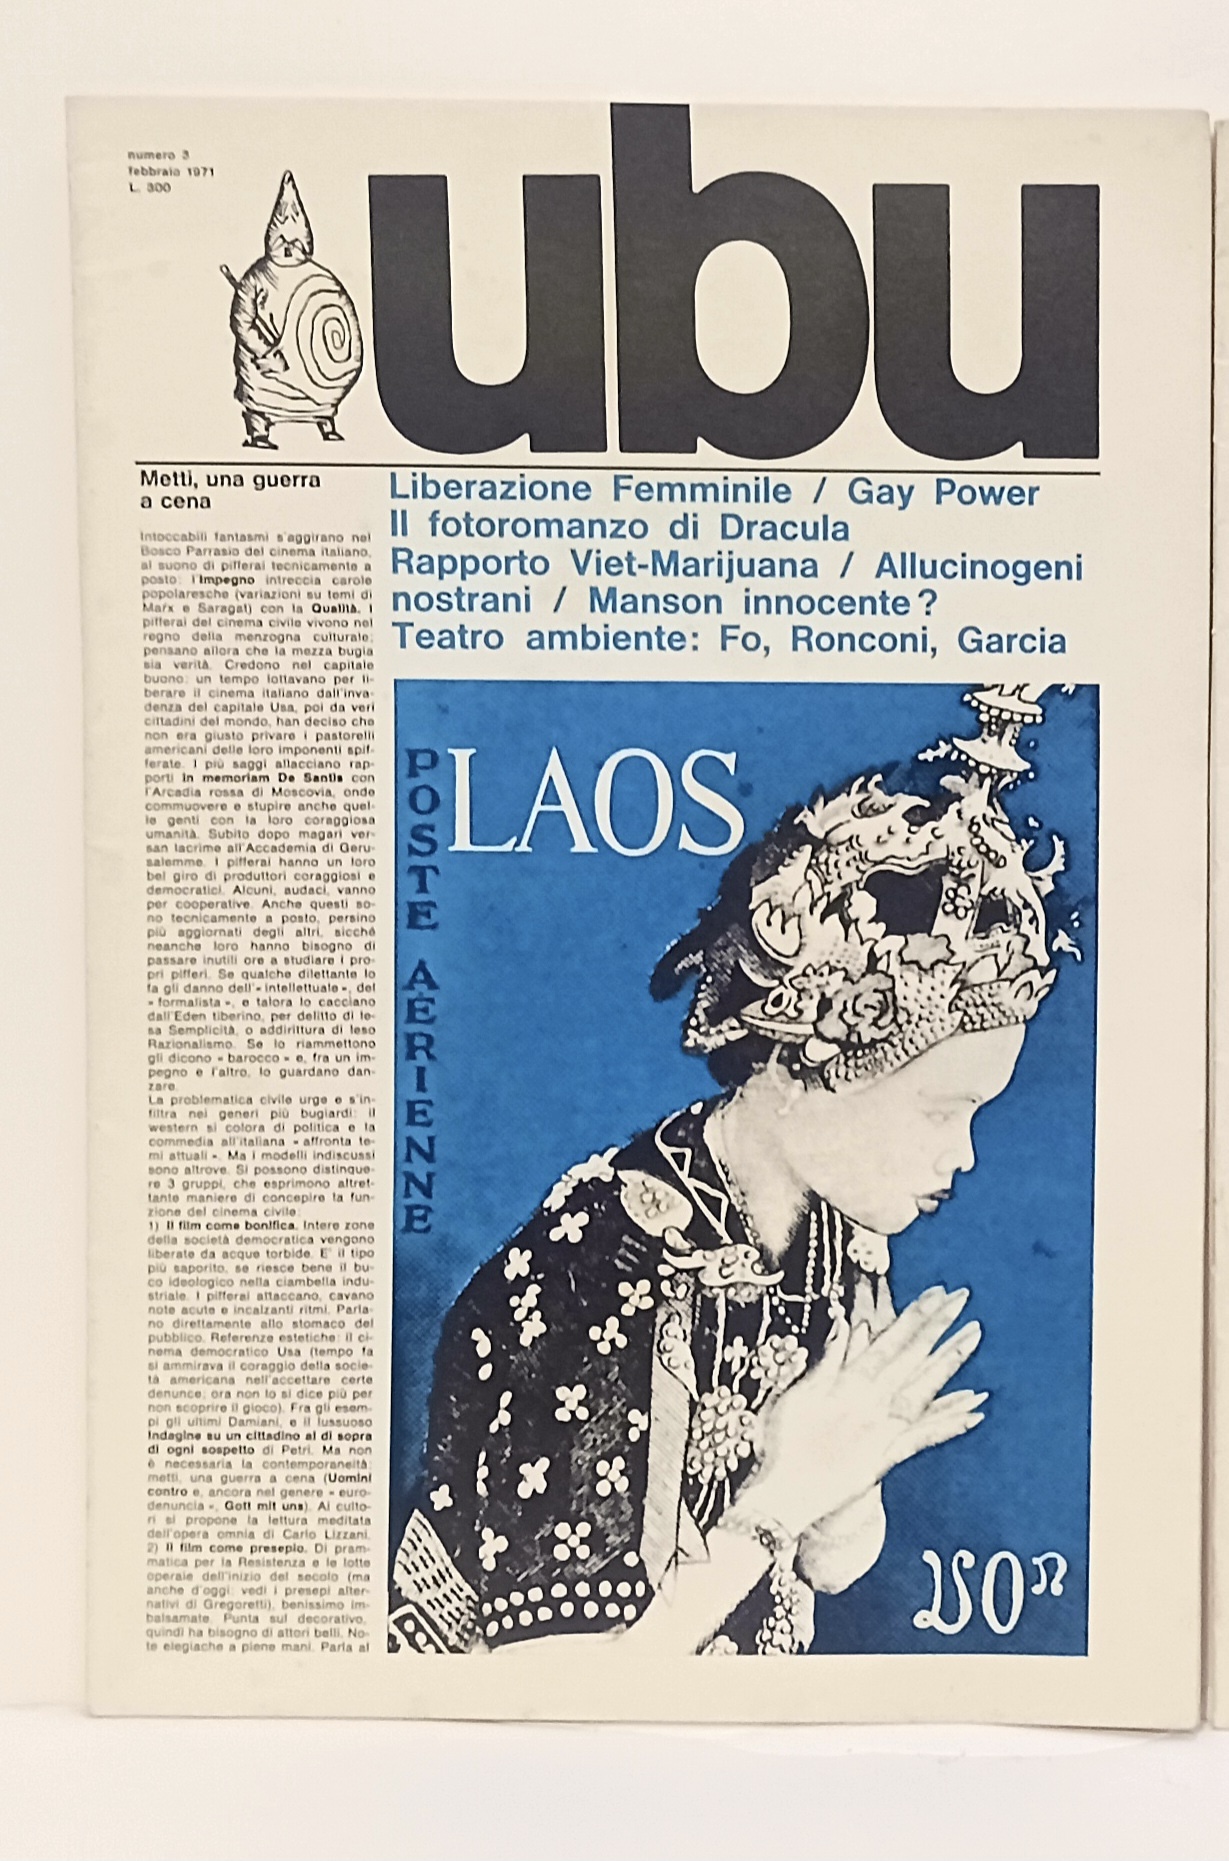 numero 3
febbraio 1971
L. 300
ubu
Metti, una guerra
a cena
Intoccabili fantasmi s'aggirano nel
Bosco Parrasio del cinema italiano,
al suono di pifferai tecnicamente a
posto: l'Impegno intreccia carole
popolaresche (variazioni su temi di
Marx e Saragat) con la Qualità. I
pifferai del cinema civile vivono nel
regno della menzogna culturale:
pensano allora che la mezza bugia
sia verità. Credono nel capitale
buono: un tempo lottavano per li-
berare il cinema italiano dall'inva-
denza del capitale Usa, poi da veri
cittadini del mondo, han deciso che
non era giusto privare i pastorelli
americani delle loro imponenti spif-
ferate. I più saggi allacciano rap-
porti in memoriam De Santis con
l'Arcadia rossa di Moscovia, onde
commuovere e stupire anche quel-
le genti con la loro coraggiosa
umanità. Subito dopo magari ver-
san lacrime all'Accademia di Geru-
salemme. I pifferai hanno un loro
bel giro di produttori coraggiosi e
democratici. Alcuni, audaci, vanno
per cooperative. Anche questi so-
no tecnicamente a posto, persino
più aggiornati degli altri, sicché
neanche loro hanno bisogno di
passare inutili ore a studiare i pro-
pri pifferi. Se qualche dilettante lo
fa gli danno dell'« intellettuale », del
« formalista », e talora lo cacciano
dall'Eden tiberino, per delitto di le-
sa Semplicità, o addirittura di leso
Razionalismo. Se lo riammettono
gli dicono « barocco » e, fra un im-
pegno e l'altro, lo guardano dan-
zare.
La problematica civile urge e s'in-
filtra nei generi più bugiardi: il
western si colora di politica e la
commedia all'italiana « affronta te-
mi attuali ». Ma i modelli indiscussi
sono altrove. Si possono distingue-
re 3 gruppi, che esprimono altret-
tante maniere di concepire la fun-
zione del cinema civile:
1) Il film come bonifica. Intere zone
della società democratica vengono
liberate da acque torbide. E' il tipo
più saporito, se riesce bene il bu-
co ideologico nella ciambella indu-
striale. I pifferai attaccano, cavano
note acute e incalzanti ritmi. Parla-
no direttamente allo stomaco del
pubblico. Referenze estetiche: il ci-
nema democratico Usa (tempo fa
si ammirava il coraggio della socie-
tà americana nell'accettare certe
denunce; ora non lo si dice più per
non scoprire il gioco). Fra gli esem-
pi gli ultimi Damiani, e il lussuoso
Indagine su un cittadino al di sopra
di ogni sospetto di Petri. Ma non
è necessaria la contemporaneità:
metti, una guerra a cena (Uomini
contro e, ancora nel genere « euro-
denuncia », Gott mit uns). Ai culto-
ri si propone la lettura meditata
dell'opera omnia di Carlo Lizzani.
2) Il film come presepio. Di pram-
matica per la Resistenza e le lotte
operaie dell'inizio del secolo (ma
anche d'oggi: vedi i presepi alter-
nativi di Gregoretti), benissimo im-
balsamate. Punta sul decorativo,
quindi ha bisogno di attori belli. No-
te elegiache a piene mani. Parla al
Liberazione Femminile / Gay Power
Il fotoromanzo di Dracula
Rapporto Viet-Marijuana / Allucinogeni
nostrani / Manson innocente ?
Teatro ambiente: Fo, Ronconi, Garcia
LAOS
POSTE AÉRIENNE